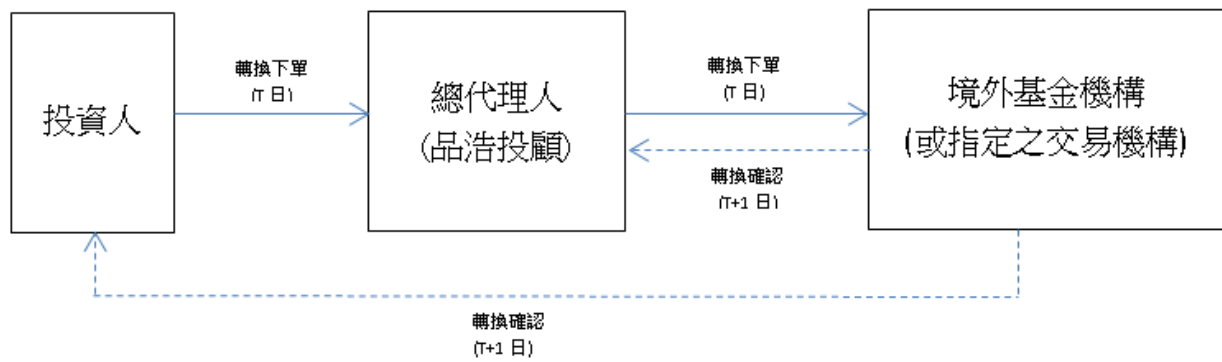 投資人
轉換下單
(T 日)
總代理人
(品浩投顧)
轉換下單
(T 日)
轉換確認
(T+1 日)
境外基金機構
(或指定之交易機構)
轉換確認
(T+1 日)